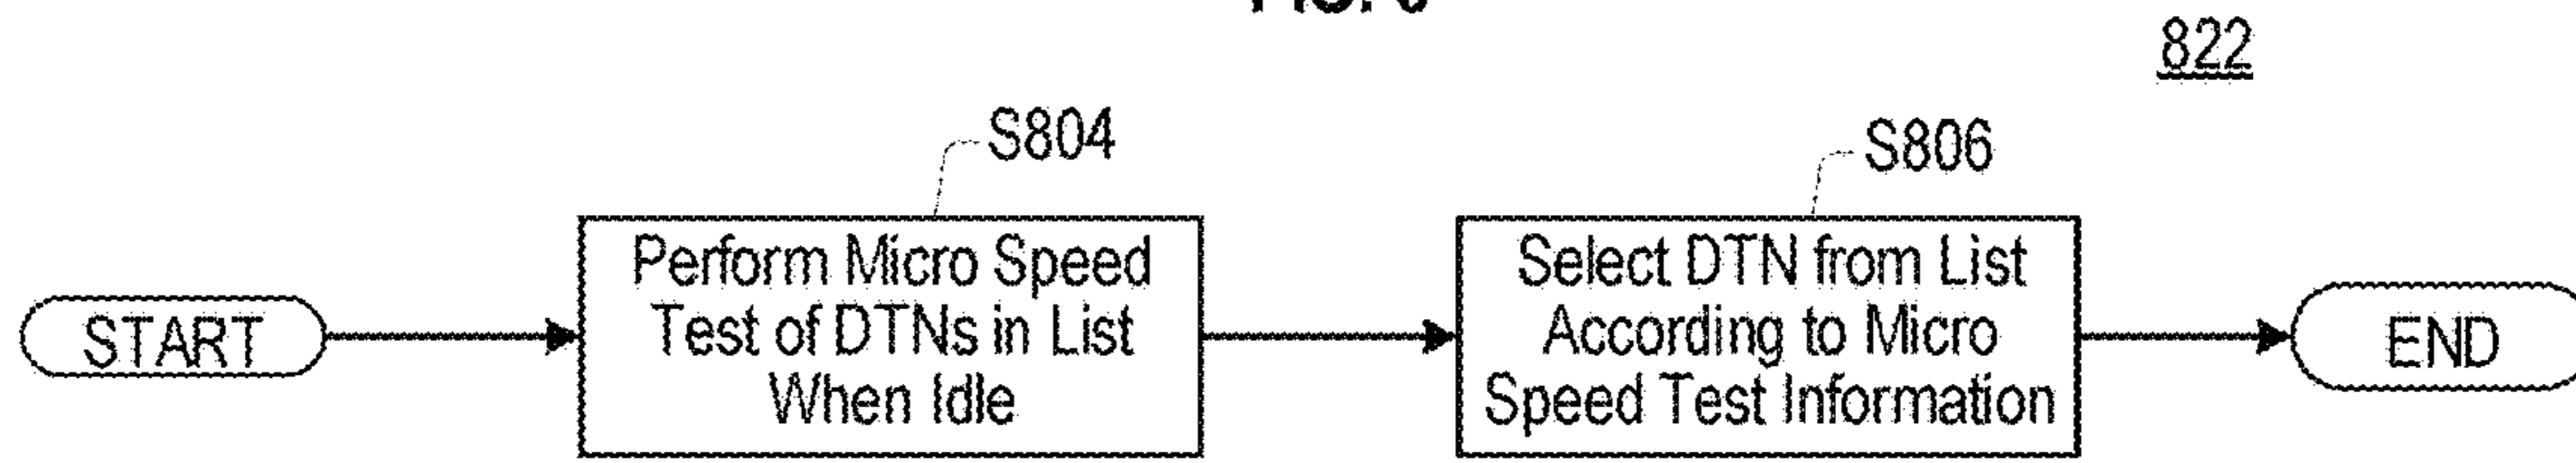 822
S804
S806
START
Perform Micro Speed
Test of DTNs in List
When Idle
Select DTN from List
According to Micro
Speed Test Information
END